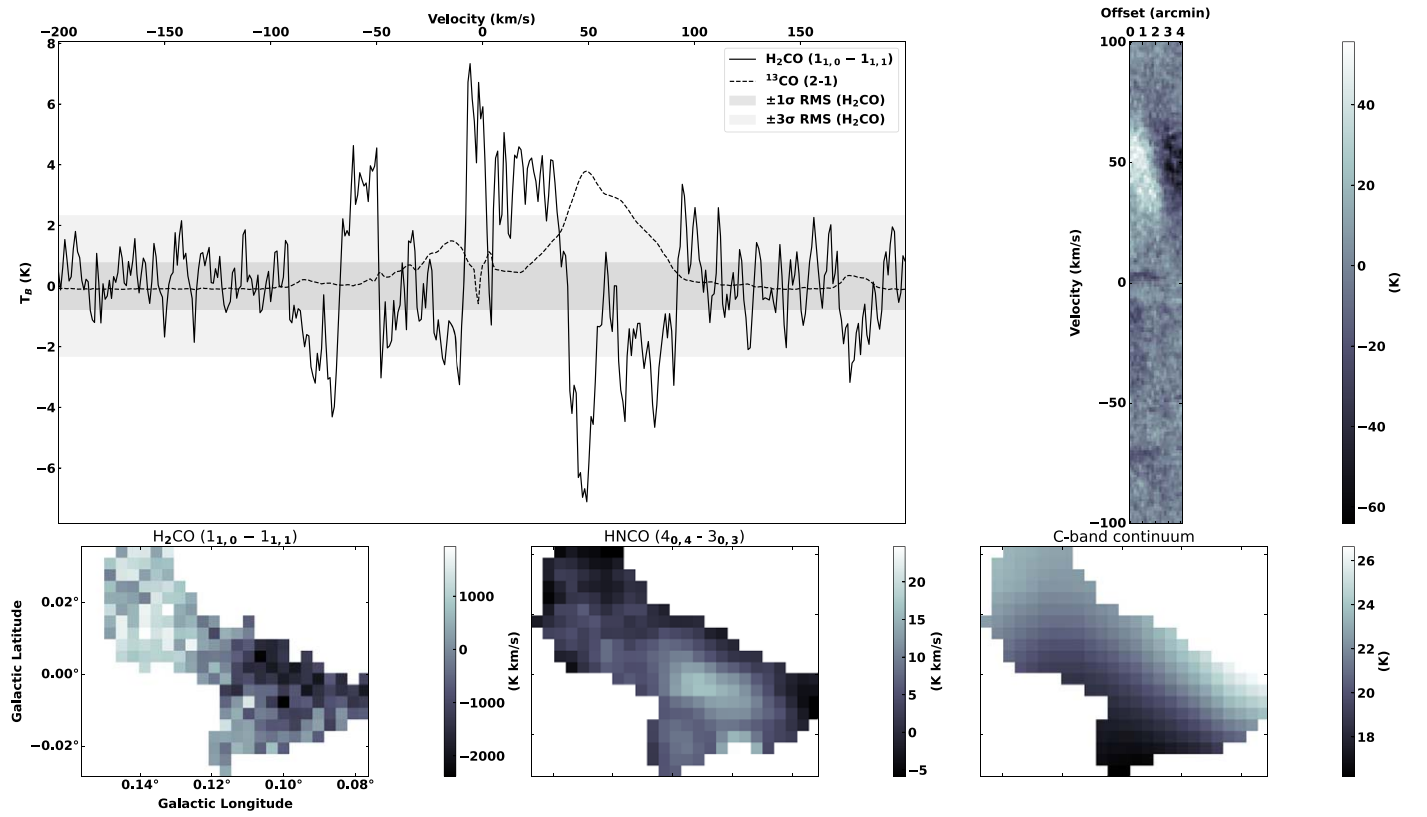 Velocity (km/s)
−200 −150 −100 −50 0 50 100 150
8
6
4
2
0
−2
−4
−6
T_B (K)
H₂CO (1₁,₀ − 1₁,₁)
¹³CO (2-1)
±1σ RMS (H₂CO)
±3σ RMS (H₂CO)
Offset (arcmin)
0 1 2 3 4
100
50
0
−50
−100
Velocity (km/s)
40
20
0
−20
−40
−60
(K)
H₂CO (1₁,₀ − 1₁,₁)
0.02°
0.00°
−0.02°
Galactic Latitude
0.14° 0.12° 0.10° 0.08°
Galactic Longitude
1000
0
−1000
−2000
(K km/s)
HNCO (4₀,₄ - 3₀,₃)
20
15
10
5
0
−5
(K km/s)
C-band continuum
26
24
22
20
18
(K)